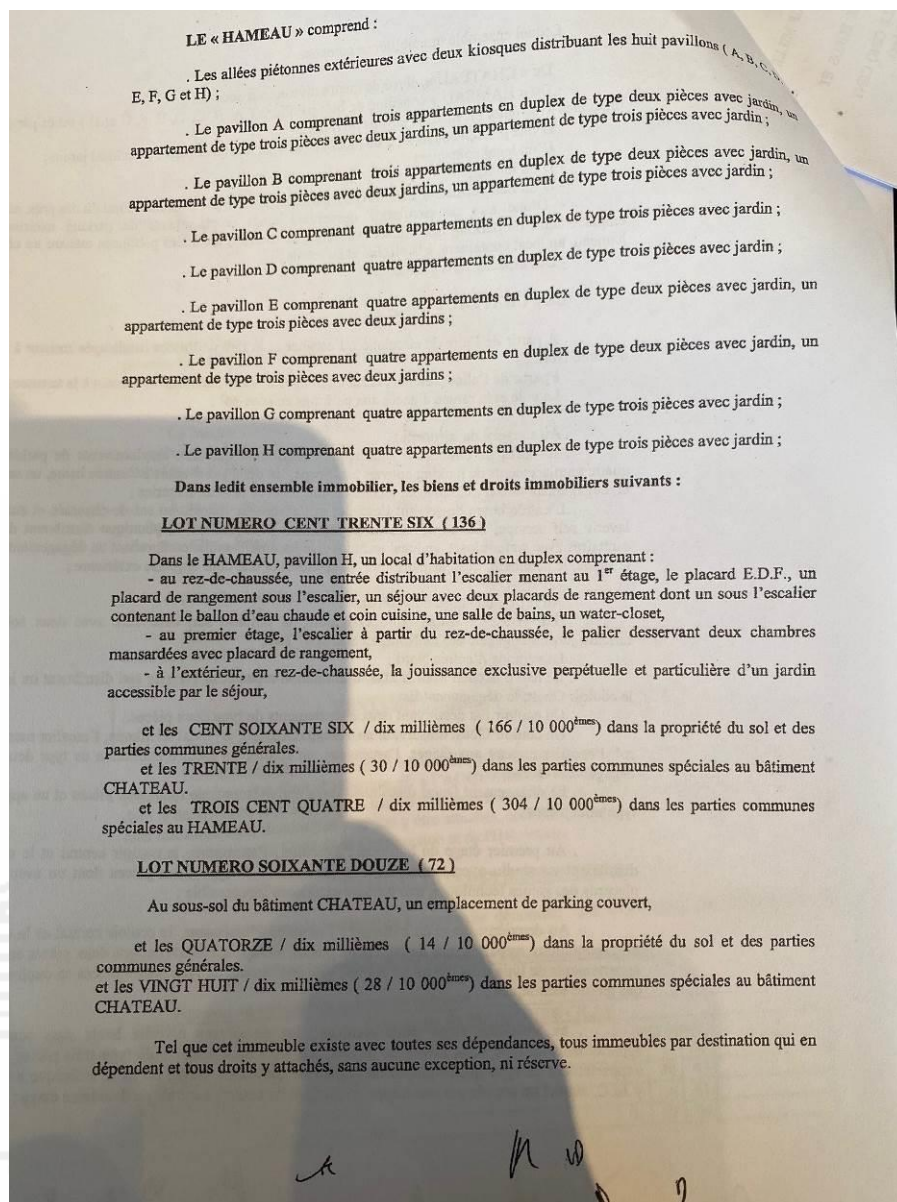 LE « HAMEAU » comprend :
. Les allées piétonnes extérieures avec deux kiosques distribuant les huit pavillons ( A, B, C,
E, F, G et H) ;
. Le pavillon A comprenant trois appartements en duplex de type deux pièces avec jardin, un
appartement de type trois pièces avec deux jardins, un appartement de type trois pièces avec jardin ;
. Le pavillon B comprenant trois appartements en duplex de type deux pièces avec jardin, un
appartement de type trois pièces avec deux jardins, un appartement de type trois pièces avec jardin ;
. Le pavillon C comprenant quatre appartements en duplex de type trois pièces avec jardin ;
. Le pavillon D comprenant quatre appartements en duplex de type trois pièces avec jardin ;
. Le pavillon E comprenant quatre appartements en duplex de type deux pièces avec jardin, un
appartement de type trois pièces avec deux jardins ;
. Le pavillon F comprenant quatre appartements en duplex de type deux pièces avec jardin, un
appartement de type trois pièces avec deux jardins ;
. Le pavillon G comprenant quatre appartements en duplex de type trois pièces avec jardin ;
. Le pavillon H comprenant quatre appartements en duplex de type trois pièces avec jardin ;
Dans ledit ensemble immobilier, les biens et droits immobiliers suivants :
LOT NUMERO CENT TRENTE SIX ( 136 )
Dans le HAMEAU, pavillon H, un local d'habitation en duplex comprenant :
- au rez-de-chaussée, une entrée distribuant l'escalier menant au 1er étage, le placard E.D.F., un
placard de rangement sous l'escalier, un séjour avec deux placards de rangement dont un sous l'escalier
contenant le ballon d'eau chaude et coin cuisine, une salle de bains, un water-closet,
- au premier étage, l'escalier à partir du rez-de-chaussée, le palier desservant deux chambres
mansardées avec placard de rangement,
- à l'extérieur, en rez-de-chaussée, la jouissance exclusive perpétuelle et particulière d'un jardin
accessible par le séjour,
et les CENT SOIXANTE SIX / dix millièmes ( 166 / 10 000èmes) dans la propriété du sol et des
parties communes générales.
et les TRENTE / dix millièmes ( 30 / 10 000èmes) dans les parties communes spéciales au bâtiment
CHATEAU.
et les TROIS CENT QUATRE / dix millièmes ( 304 / 10 000èmes) dans les parties communes
spéciales au HAMEAU.
LOT NUMERO SOIXANTE DOUZE ( 72 )
Au sous-sol du bâtiment CHATEAU, un emplacement de parking couvert,
et les QUATORZE / dix millièmes ( 14 / 10 000èmes) dans la propriété du sol et des parties
communes générales.
et les VINGT HUIT / dix millièmes ( 28 / 10 000èmes) dans les parties communes spéciales au bâtiment
CHATEAU.
Tel que cet immeuble existe avec toutes ses dépendances, tous immeubles par destination qui en
dépendent et tous droits y attachés, sans aucune exception, ni réserve.